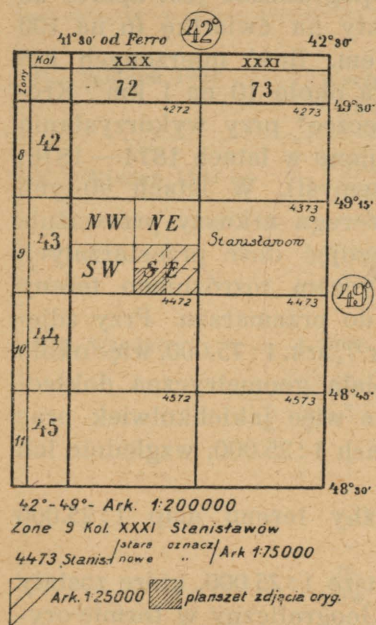 41°30' od Ferro 42° 42°30'
Kol XXX XXXI
Zony 72 73
4272 4273 49°30'
8 42
49°15'
43 NW NE 4373
Stanisławow
9 SW SE 49°
4472 4473
10 44
4572 4573 48°45'
11 45
48°30'
42°-49°- Ark. 1:200000
Zone 9 Kol. XXXI Stanisławów
4473 Stanisł stare oznacz nowe " Ark 1:75000
Ark. 1:25000 planszet zdjęcia oryg.